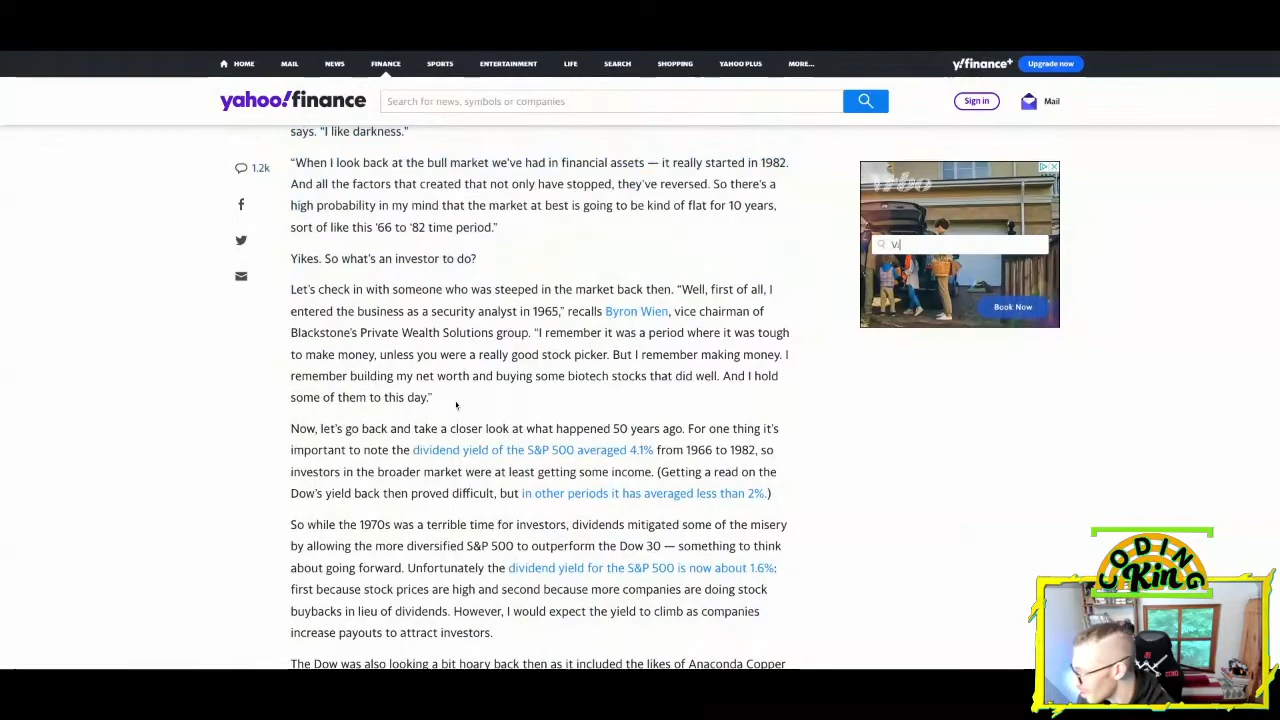 HOME MAIL NEWS FINANCE SPORTS ENTERTAINMENT LIFE SEARCH SHOPPING YAHOO PLUS MORE... y!finance+ Upgrade now
yahoo!finance Search for news, symbols or companies Sign in Mail
says. “I like darkness.”
1.2k
“When I look back at the bull market we’ve had in financial assets — it really started in 1982.
And all the factors that created that not only have stopped, they’ve reversed. So there’s a
high probability in my mind that the market at best is going to be kind of flat for 10 years,
sort of like this ’66 to ’82 time period.”
Yikes. So what’s an investor to do?
Let’s check in with someone who was steeped in the market back then. “Well, first of all, I
entered the business as a security analyst in 1965,” recalls Byron Wien, vice chairman of
Blackstone’s Private Wealth Solutions group. “I remember it was a period where it was tough
to make money, unless you were a really good stock picker. But I remember making money. I
remember building my net worth and buying some biotech stocks that did well. And I hold
some of them to this day.”
Now, let’s go back and take a closer look at what happened 50 years ago. For one thing it’s
important to note the dividend yield of the S&P 500 averaged 4.1% from 1966 to 1982, so
investors in the broader market were at least getting some income. (Getting a read on the
Dow’s yield back then proved difficult, but in other periods it has averaged less than 2%.)
So while the 1970s was a terrible time for investors, dividends mitigated some of the misery
by allowing the more diversified S&P 500 to outperform the Dow 30 — something to think
about going forward. Unfortunately the dividend yield for the S&P 500 is now about 1.6%:
first because stock prices are high and second because more companies are doing stock
buybacks in lieu of dividends. However, I would expect the yield to climb as companies
increase payouts to attract investors.
The Dow was also looking a bit hoary back then as it included the likes of Anaconda Copper
Vrbo
Book Now
CODING
King